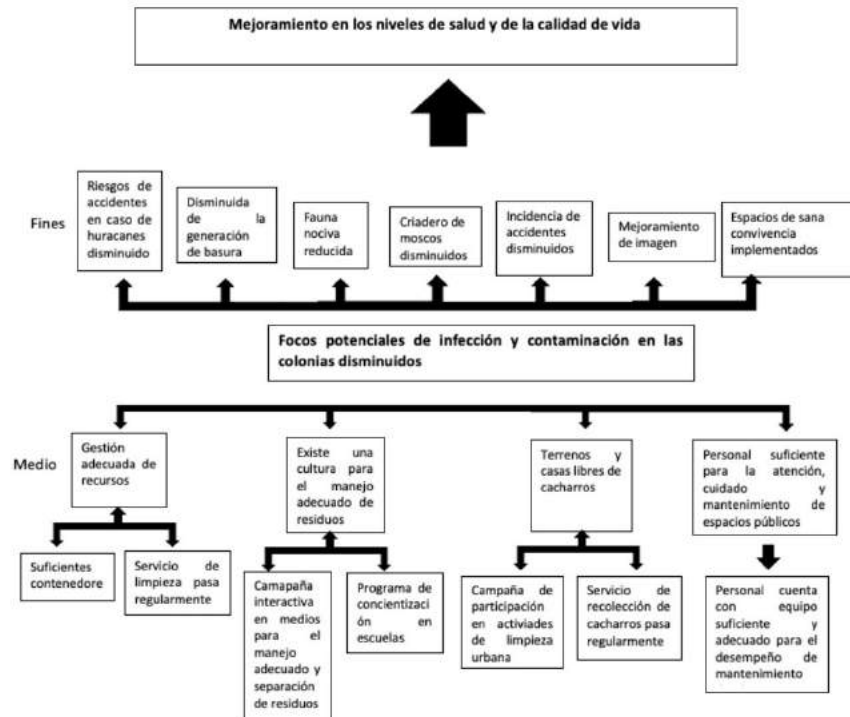 Mejoramiento en los niveles de salud y de la calidad de vida
Fines
Riesgos de
accidentes
en caso de
huracanes
disminuido
Disminuida
de la
generación
de basura
Fauna
nociva
reducida
Criadero de
moscos
disminuidos
Incidencia de
accidentes
disminuidos
Mejoramiento
de imagen
Espacios de sana
convivencia
implementados
Focos potenciales de infección y contaminación en las
colonias disminuidos
Medio
Gestión
adecuada de
recursos
Existe una
cultura para
el manejo
adecuado de
residuos
Terrenos y
casas libres de
cacharros
Personal suficiente
para la atención,
cuidado y
mantenimiento de
espacios públicos
Suficientes
contenedore
Servicio de
limpieza pasa
regularmente
Camapaña
interactiva
en medios
para el
manejo
adecuado y
separación
de residuos
Programa de
concientizaci
ón en
escuelas
Campaña de
participación
en activiades
de limpieza
urbana
Servicio de
recolección de
cacharros pasa
regularmente
Personal cuenta
con equipo
suficiente y
adecuado para el
desempeño de
mantenimiento